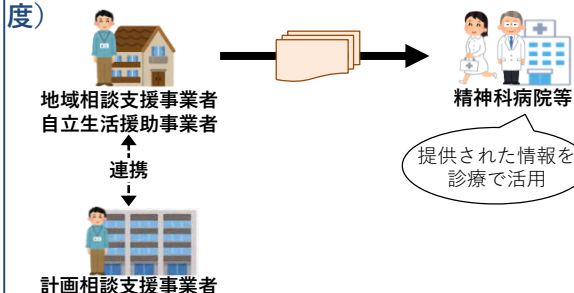 度）
地域相談支援事業者
自立生活援助事業者
連携
計画相談支援事業者
精神科病院等
提供された情報を
診療で活用